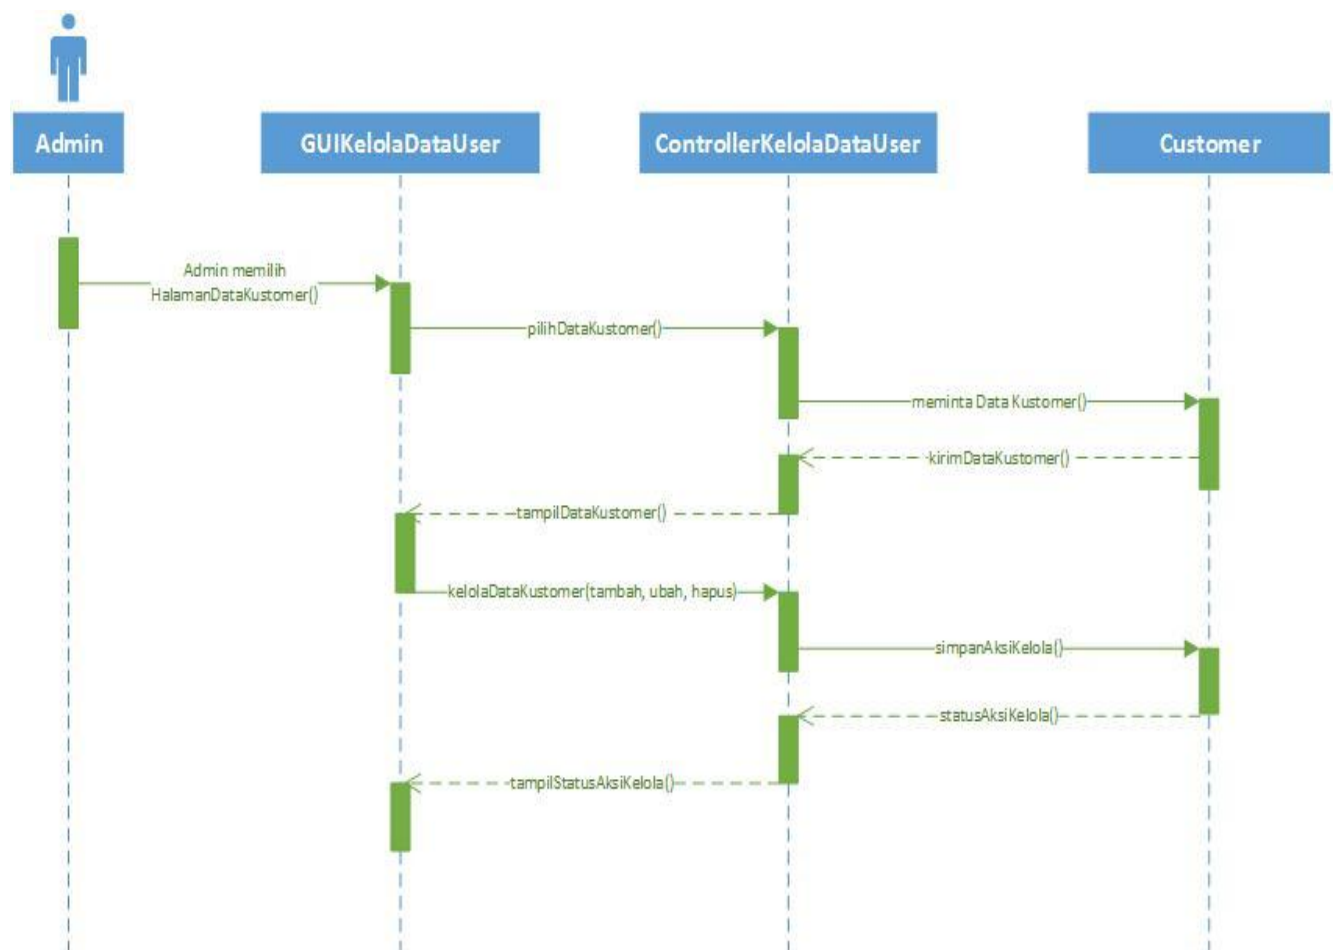 Admin
GUIKelolaDataUser
ControllerKelolaDataUser
Customer
Admin memilih
HalamanDataKustomer()
pilihDataKustomer()
meminta Data Kustomer()
kirimDataKustomer()
tampilDataKustomer()
kelolaDataKustomer(tambah, ubah, hapus)
simpanAksiKelola()
statusAksiKelola()
tampilStatusAksiKelola()